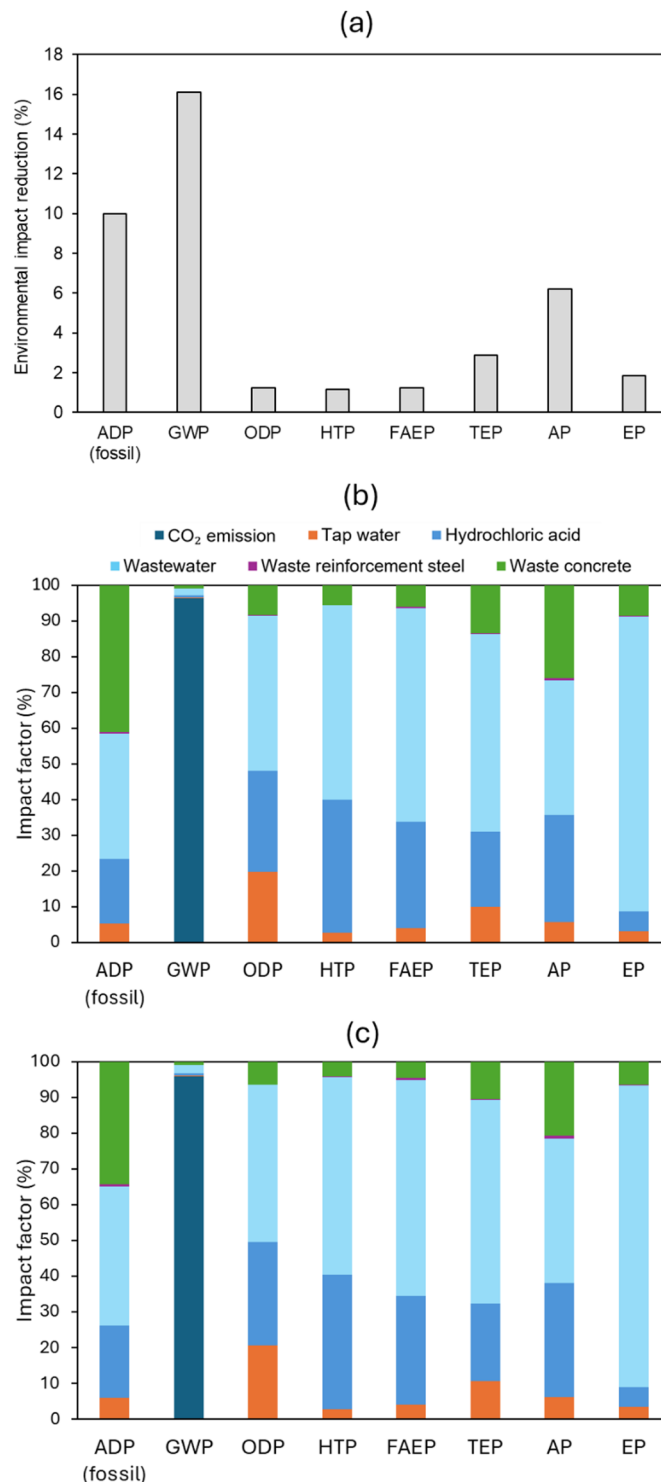 (a)
Environmental impact reduction (%)
18
16
14
12
10
8
6
4
2
0
ADP (fossil) GWP ODP HTP FAEP TEP AP EP
(b)
CO₂ emission Tap water Hydrochloric acid
Wastewater Waste reinforcement steel Waste concrete
Impact factor (%)
100
90
80
70
60
50
40
30
20
10
0
ADP (fossil) GWP ODP HTP FAEP TEP AP EP
(c)
Impact factor (%)
100
90
80
70
60
50
40
30
20
10
0
ADP (fossil) GWP ODP HTP FAEP TEP AP EP